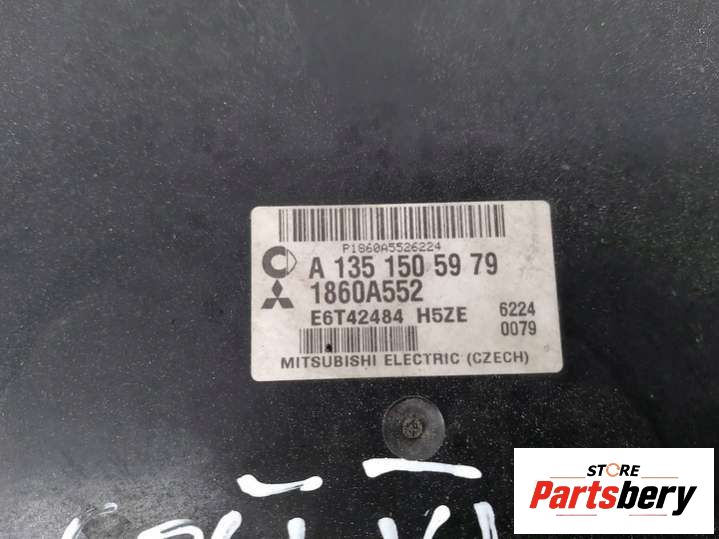 P1860A5526224
A 135 150 59 79
1860A552
E6T42484 H5ZE
6224
0079
MITSUBISHI ELECTRIC (CZECH)
STORE
Partsbery